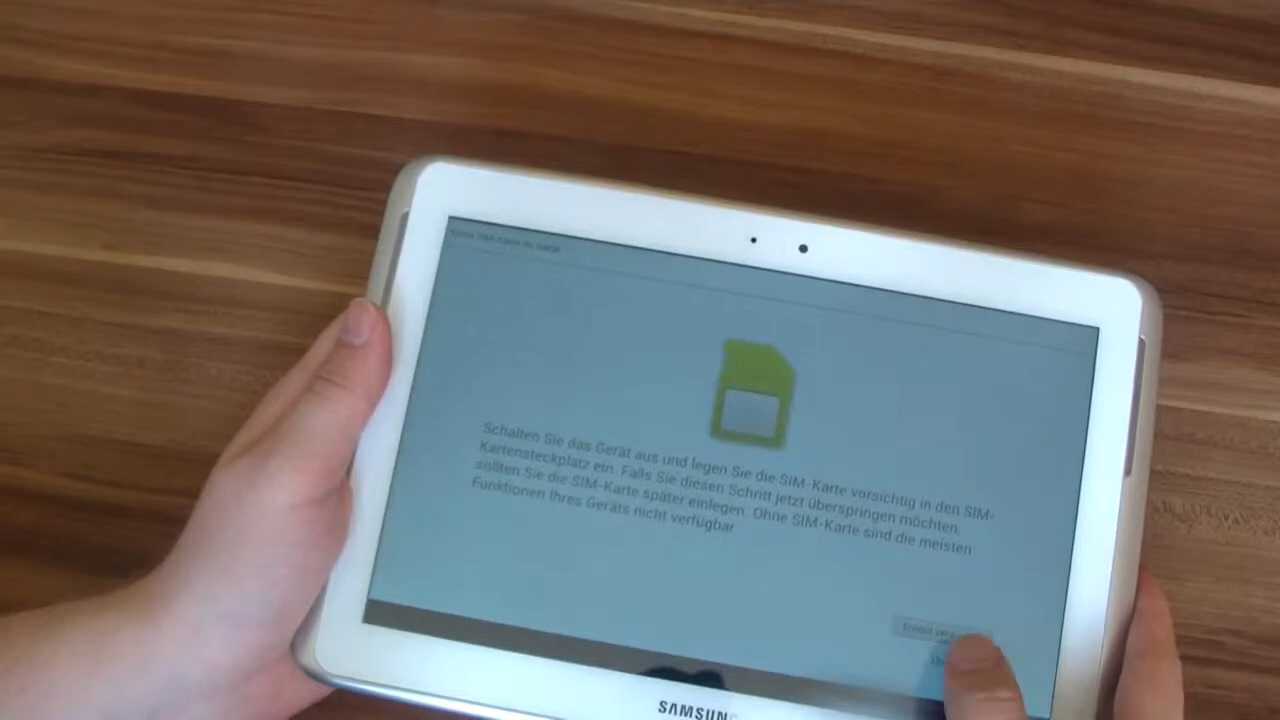 Schalten Sie das Gerät aus und legen Sie die SIM-Karte vorsichtig in den SIM-
Kartensteckplatz ein. Falls Sie diesen Schritt jetzt überspringen möchten,
sollten Sie die SIM-Karte später einlegen. Ohne SIM-Karte sind die meisten
Funktionen Ihres Geräts nicht verfügbar
Erneut
SAMSUNG